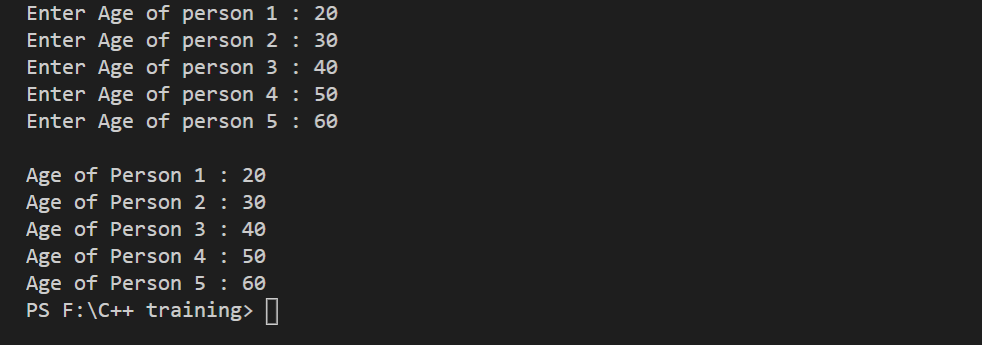 Enter Age of person 1 : 20
Enter Age of person 2 : 30
Enter Age of person 3 : 40
Enter Age of person 4 : 50
Enter Age of person 5 : 60
Age of Person 1 : 20
Age of Person 2 : 30
Age of Person 3 : 40
Age of Person 4 : 50
Age of Person 5 : 60
PS F:\C++ training>